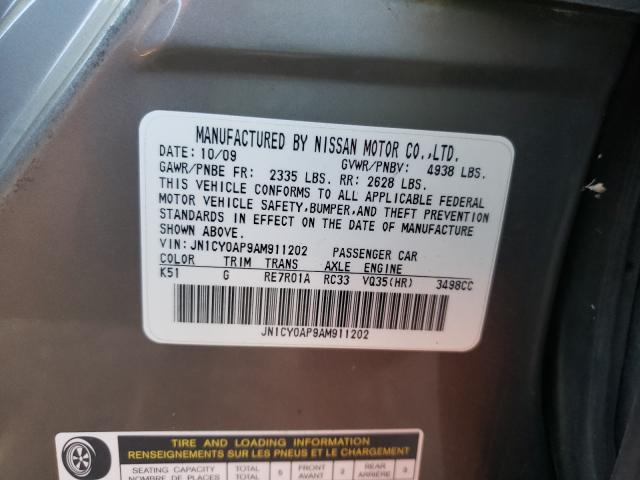 MANUFACTURED BY NISSAN MOTOR CO.,LTD.
DATE: 10/09 GVWR/PNBV: 4938 LBS.
GAWR/PNBE FR: 2335 LBS. RR: 2628 LBS.
THIS VEHICLE CONFORMS TO ALL APPLICABLE FEDERAL
MOTOR VEHICLE SAFETY,BUMPER,AND THEFT PREVENTION
STANDARDS IN EFFECT ON THE DATE OF MANUFACTURE
SHOWN ABOVE.
VIN: JN1CY0AP9AM911202 PASSENGER CAR
COLOR TRIM TRANS AXLE ENGINE
K51 G RE7R01A RC33 VQ35(HR) 3498CC
JN1CY0AP9AM911202
TIRE AND LOADING INFORMATION
RENSEIGNEMENTS SUR LES PNEUS ET LE CHARGEMENT
SEATING CAPACITY TOTAL 5 FRONT 2 REAR 3
NOMBRE DE PLACES TOTAL AVANT ARRIÈRE